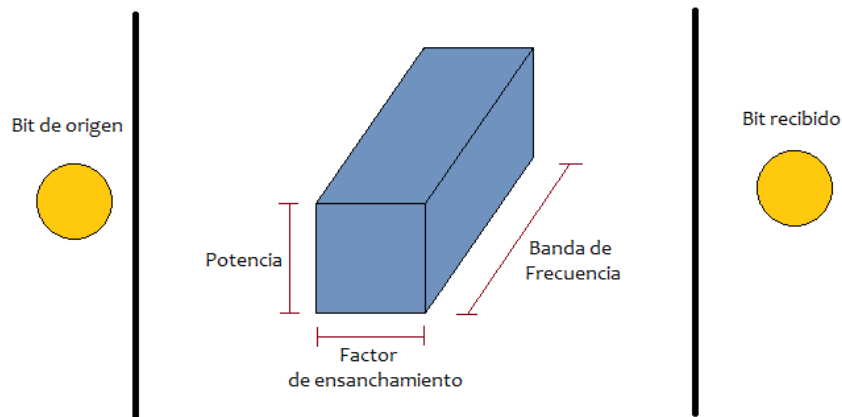 Bit de origen
Bit recibido
Potencia
Banda de
Frecuencia
Factor
de ensanchamiento